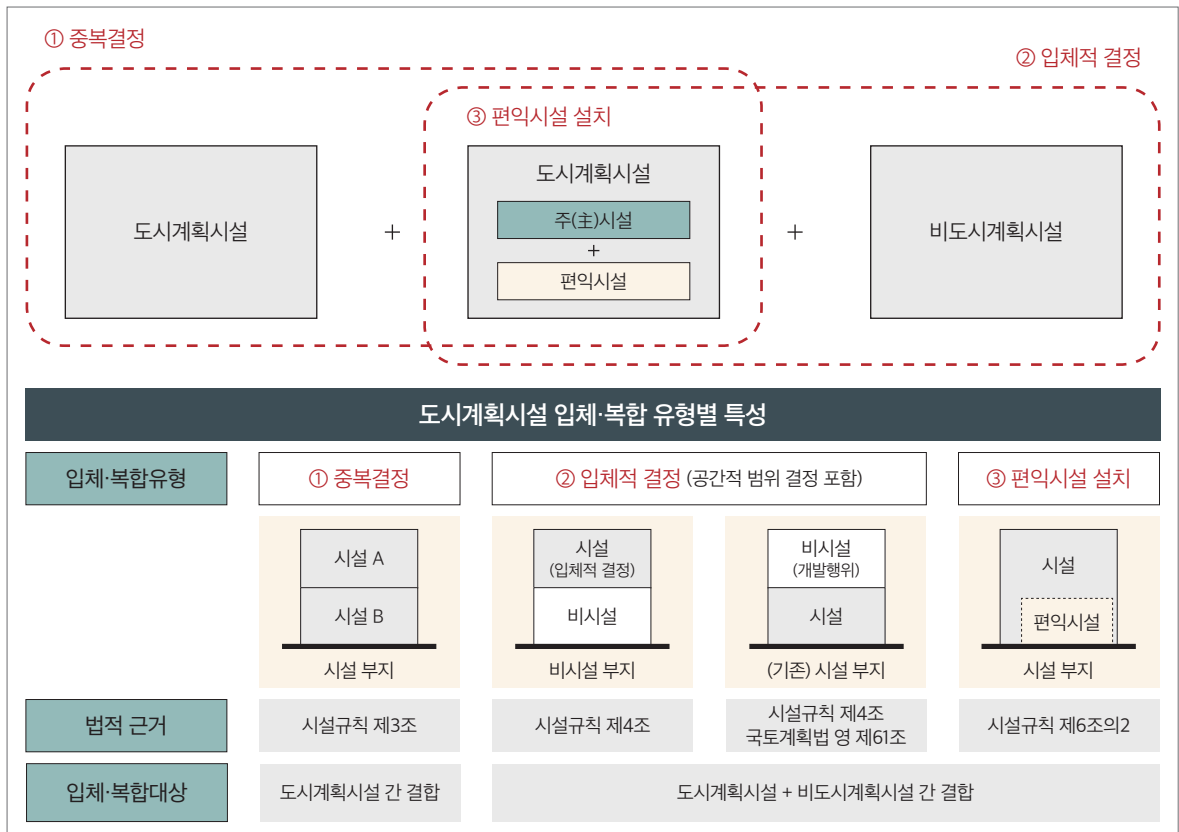 ① 중복결정
② 입체적 결정
③ 편익시설 설치
도시계획시설
+
도시계획시설
주(主)시설
+
편익시설
+
비도시계획시설
도시계획시설 입체·복합 유형별 특성
입체·복합유형
① 중복결정
② 입체적 결정 (공간적 범위 결정 포함)
③ 편익시설 설치
시설 A
시설 B
시설 부지
시설
(입체적 결정)
비시설
비시설 부지
비시설
(개발행위)
시설
(기존) 시설 부지
시설
편익시설
시설 부지
법적 근거
시설규칙 제3조
시설규칙 제4조
시설규칙 제4조
국토계획법 영 제61조
시설규칙 제6조의2
입체·복합대상
도시계획시설 간 결합
도시계획시설 + 비도시계획시설 간 결합